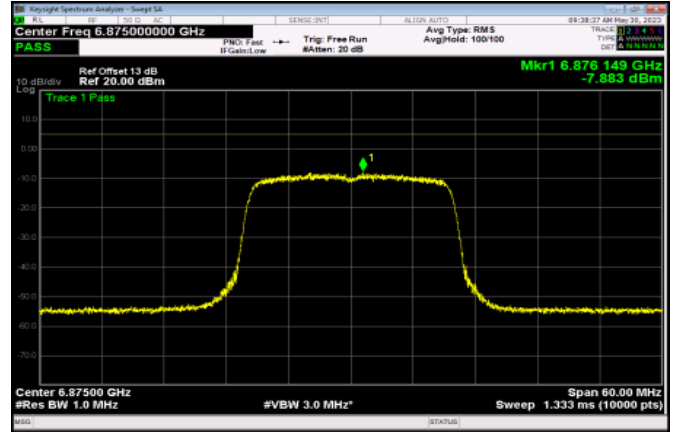 Keysight Spectrum Analyzer - Swept SA
RL RF 50 Ω AC SENSE:INT ALIGN AUTO 09:38:37 AM May 30, 2023
Center Freq 6.875000000 GHz Avg Type: RMS TRACE 1 2 3 4 5 6
PNO: Fast Trig: Free Run Avg|Hold: 100/100 TYPE A WWWWW
PASS IFGain:Low #Atten: 20 dB DET A N N N N N
Mkr1 6.876 149 GHz
Ref Offset 13 dB
10 dB/div Ref 20.00 dBm -7.883 dBm
Log
Trace 1 Pass
10.0
0.00
1
-10.0
-20.0
-30.0
-40.0
-50.0
-60.0
-70.0
Center 6.87500 GHz Span 60.00 MHz
#Res BW 1.0 MHz #VBW 3.0 MHz* Sweep 1.333 ms (10000 pts)
MSG STATUS